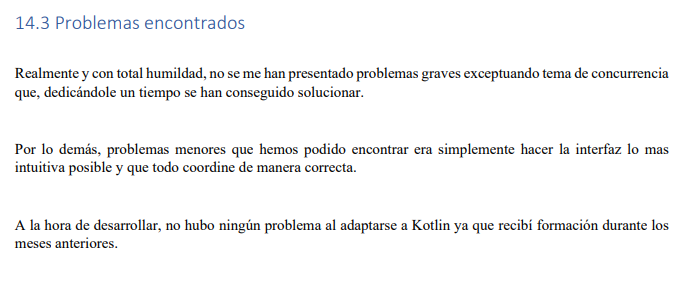 14.3 Problemas encontrados
Realmente y con total humildad, no se me han presentado problemas graves exceptuando tema de concurrencia
que, dedicándole un tiempo se han conseguido solucionar.
Por lo demás, problemas menores que hemos podido encontrar era simplemente hacer la interfaz lo mas
intuitiva posible y que todo coordine de manera correcta.
A la hora de desarrollar, no hubo ningún problema al adaptarse a Kotlin ya que recibí formación durante los
meses anteriores.